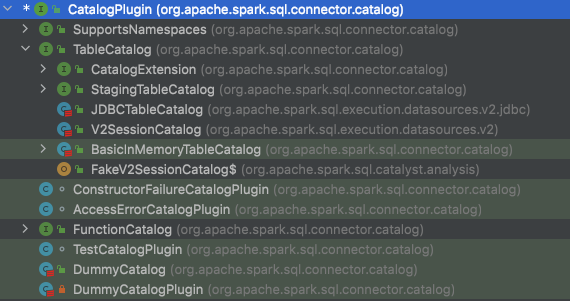 * CatalogPlugin (org.apache.spark.sql.connector.catalog)
SupportsNamespaces (org.apache.spark.sql.connector.catalog)
TableCatalog (org.apache.spark.sql.connector.catalog)
CatalogExtension (org.apache.spark.sql.connector.catalog)
StagingTableCatalog (org.apache.spark.sql.connector.catalog)
JDBCTableCatalog (org.apache.spark.sql.execution.datasources.v2.jdbc)
V2SessionCatalog (org.apache.spark.sql.execution.datasources.v2)
BasicInMemoryTableCatalog (org.apache.spark.sql.connector.catalog)
FakeV2SessionCatalog$ (org.apache.spark.sql.catalyst.analysis)
ConstructorFailureCatalogPlugin (org.apache.spark.sql.connector.catalog)
AccessErrorCatalogPlugin (org.apache.spark.sql.connector.catalog)
FunctionCatalog (org.apache.spark.sql.connector.catalog)
TestCatalogPlugin (org.apache.spark.sql.connector.catalog)
DummyCatalog (org.apache.spark.sql.connector.catalog)
DummyCatalogPlugin (org.apache.spark.sql.connector.catalog)